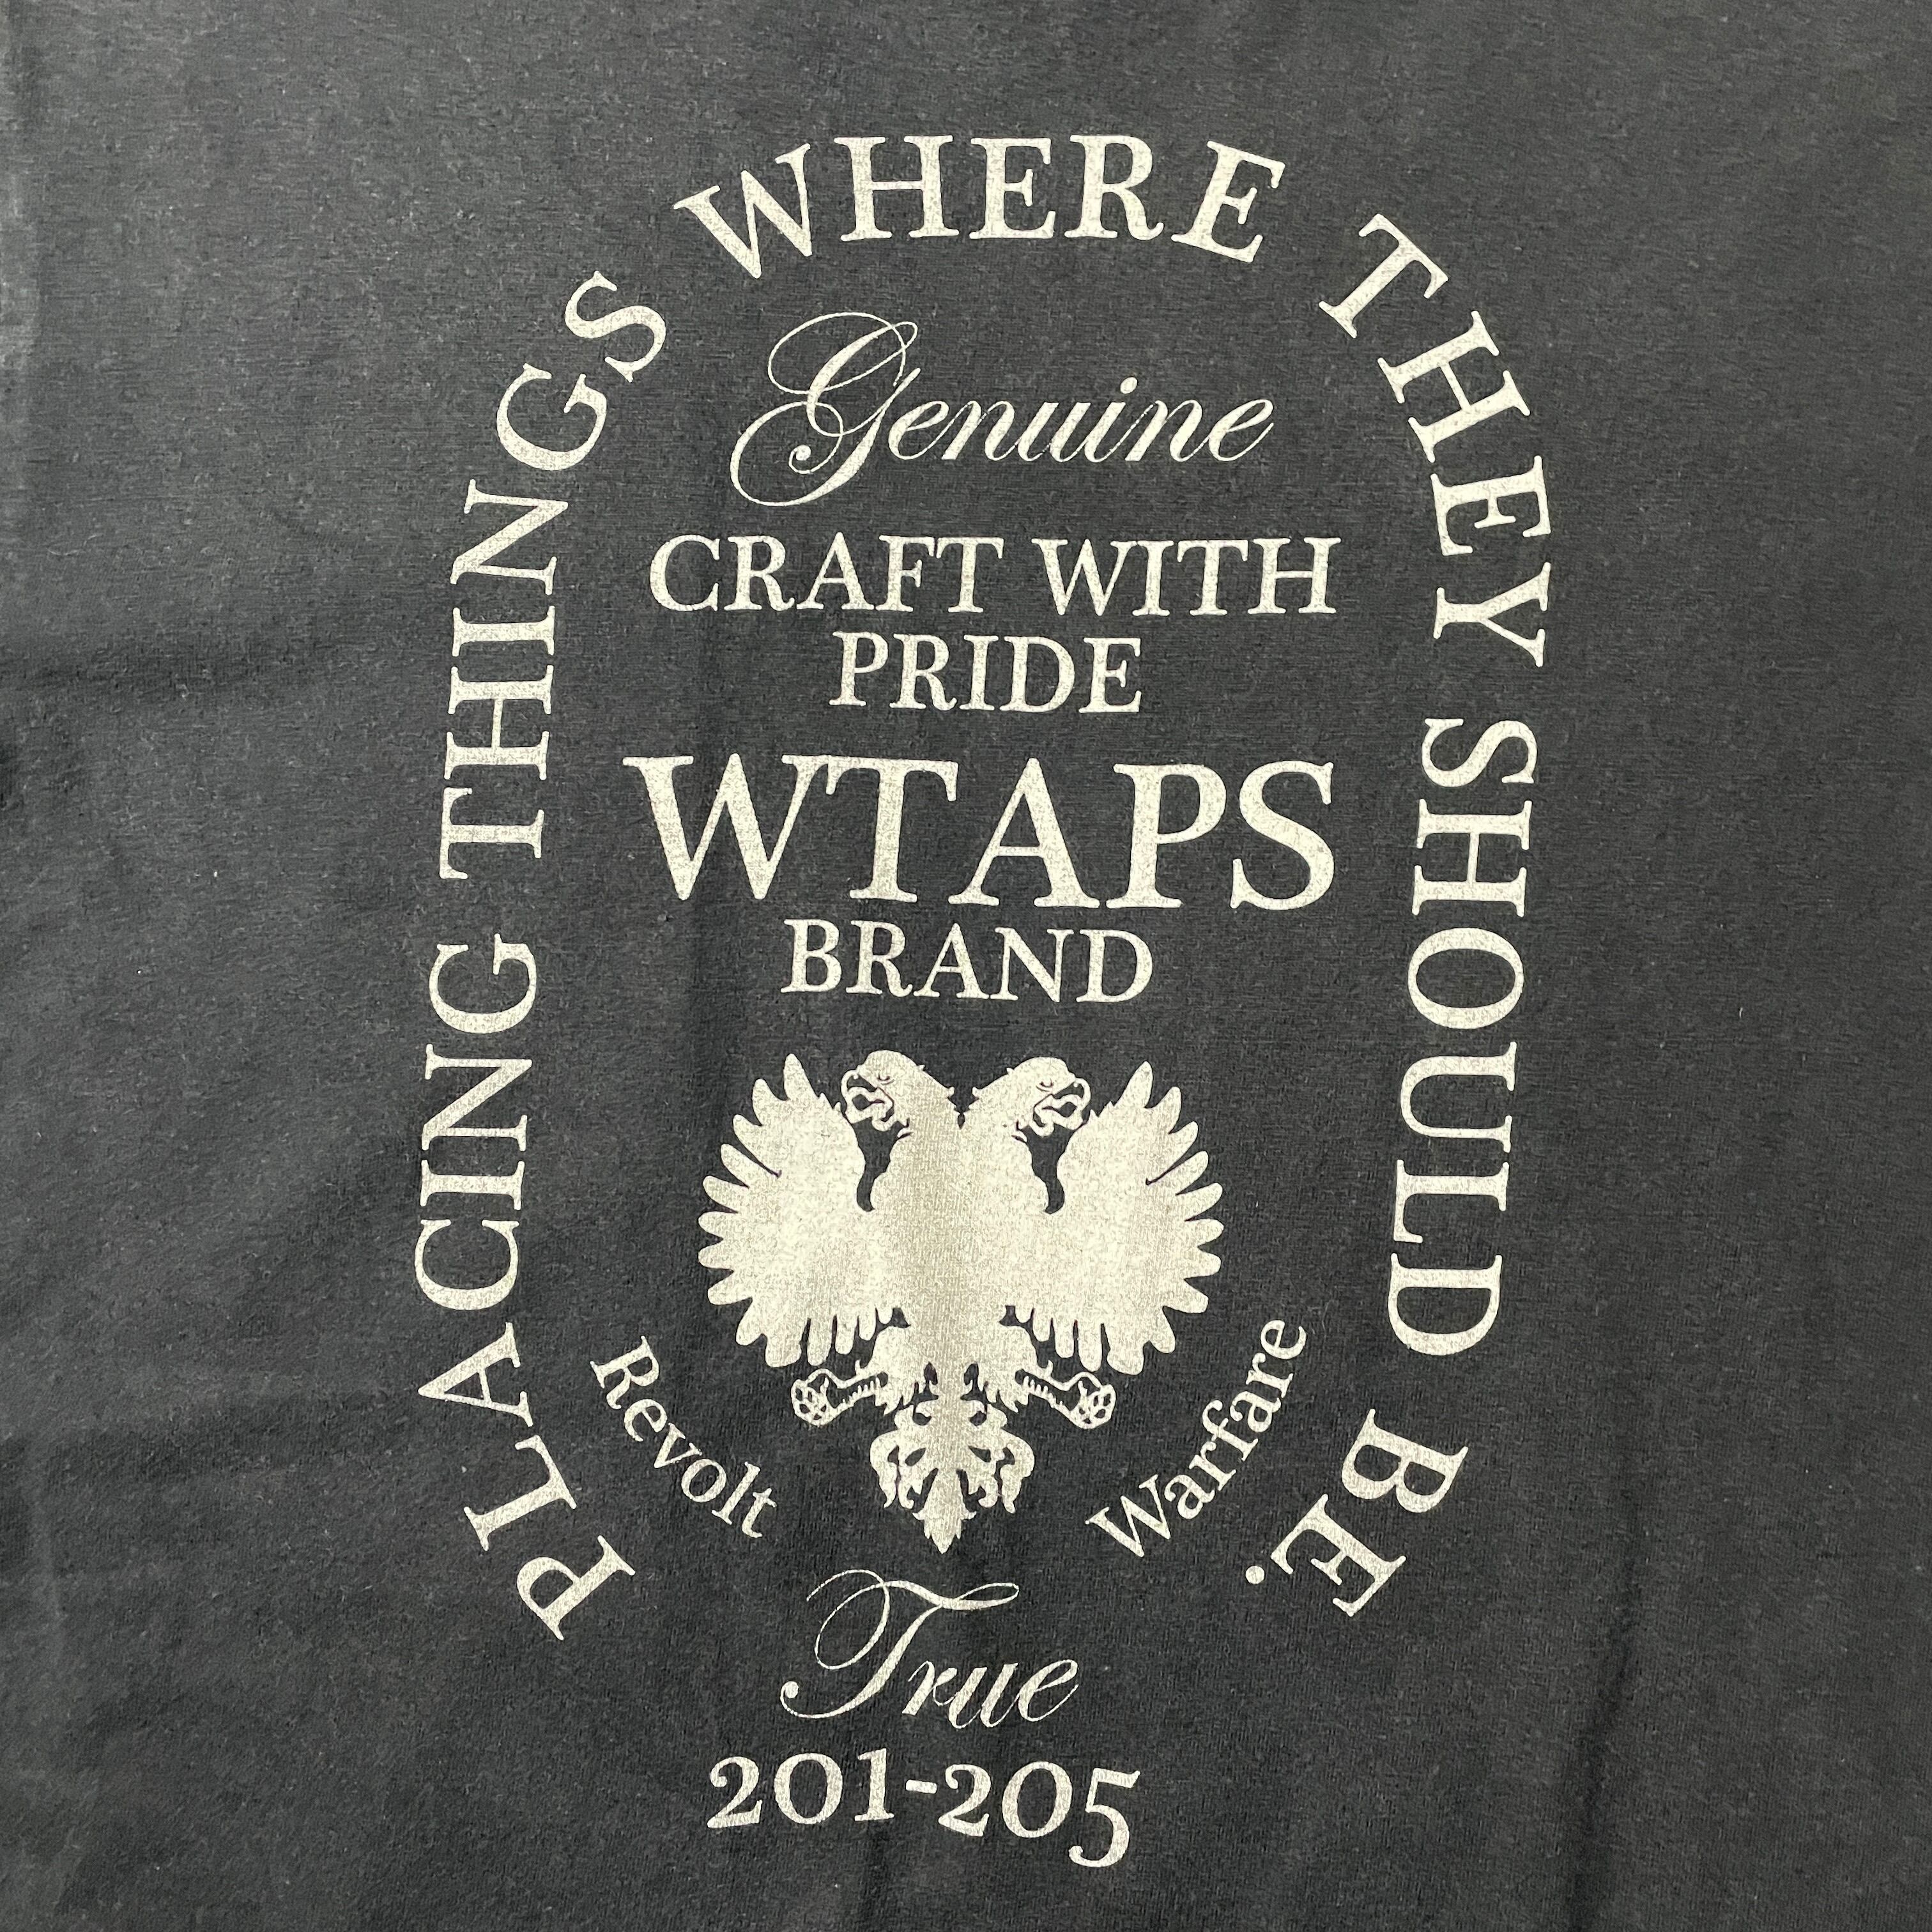 PLACING THINGS WHERE THEY SHOULD BE.
Genuine
CRAFT WITH
PRIDE
WTAPS
BRAND
Revolt
Warfare
True
201-205